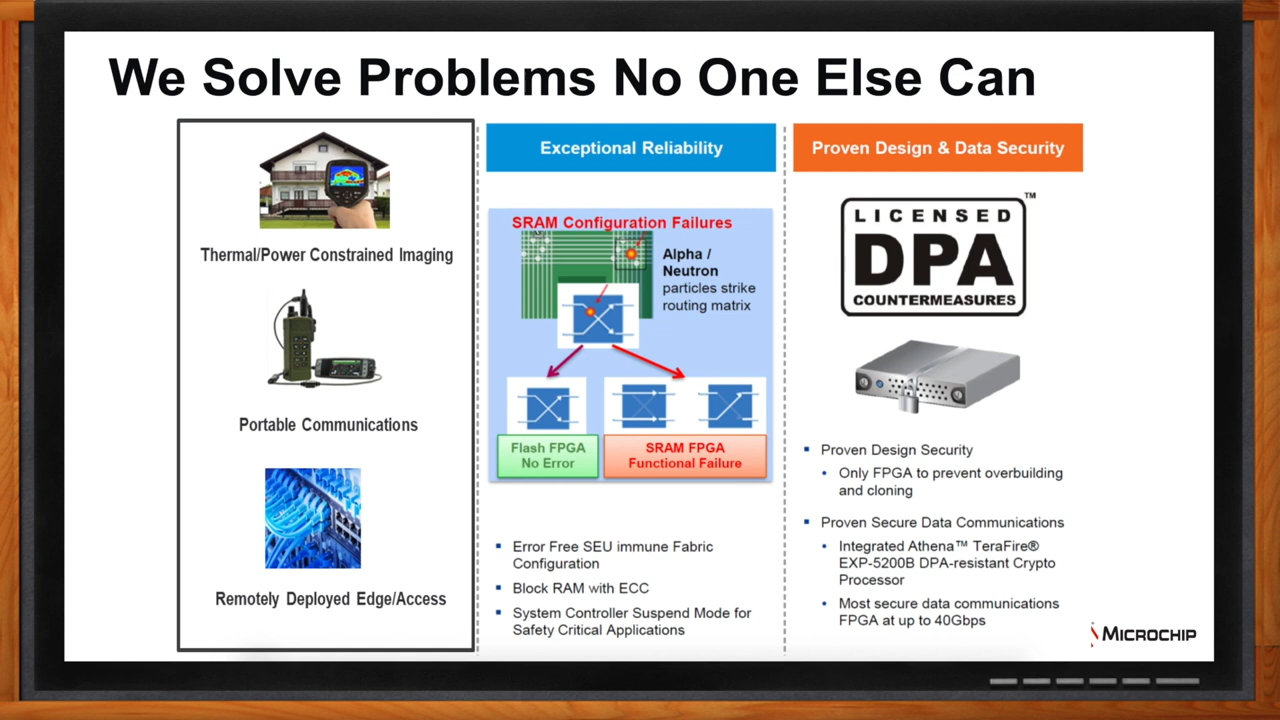 We Solve Problems No One Else Can
Thermal/Power Constrained Imaging
Portable Communications
Remotely Deployed Edge/Access
Exceptional Reliability
SRAM Configuration Failures
Alpha /
Neutron
particles strike
routing matrix
Flash FPGA
No Error
SRAM FPGA
Functional Failure
Error Free SEU immune Fabric
Configuration
Block RAM with ECC
System Controller Suspend Mode for
Safety Critical Applications
Proven Design & Data Security
LICENSED™
DPA
COUNTERMEASURES
Proven Design Security
Only FPGA to prevent overbuilding
and cloning
Proven Secure Data Communications
Integrated Athena™ TeraFire®
EXP-5200B DPA-resistant Crypto
Processor
Most secure data communications
FPGA at up to 40Gbps
MICROCHIP